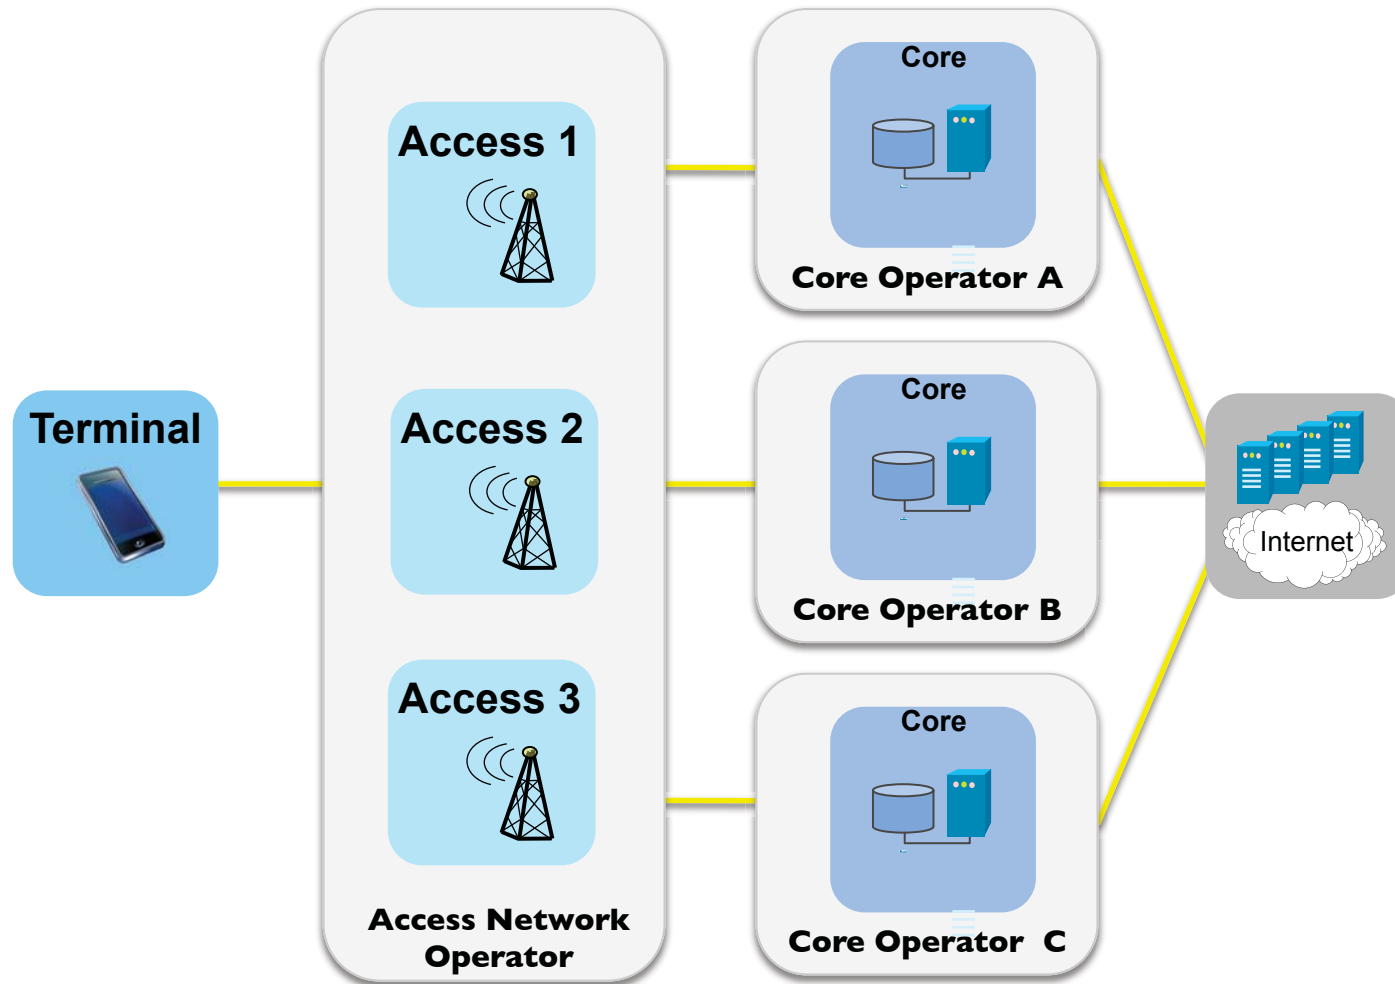 Terminal
Access 1
Access 2
Access 3
Access Network
Operator
Core
Core Operator A
Core
Core Operator B
Core
Core Operator C
Internet